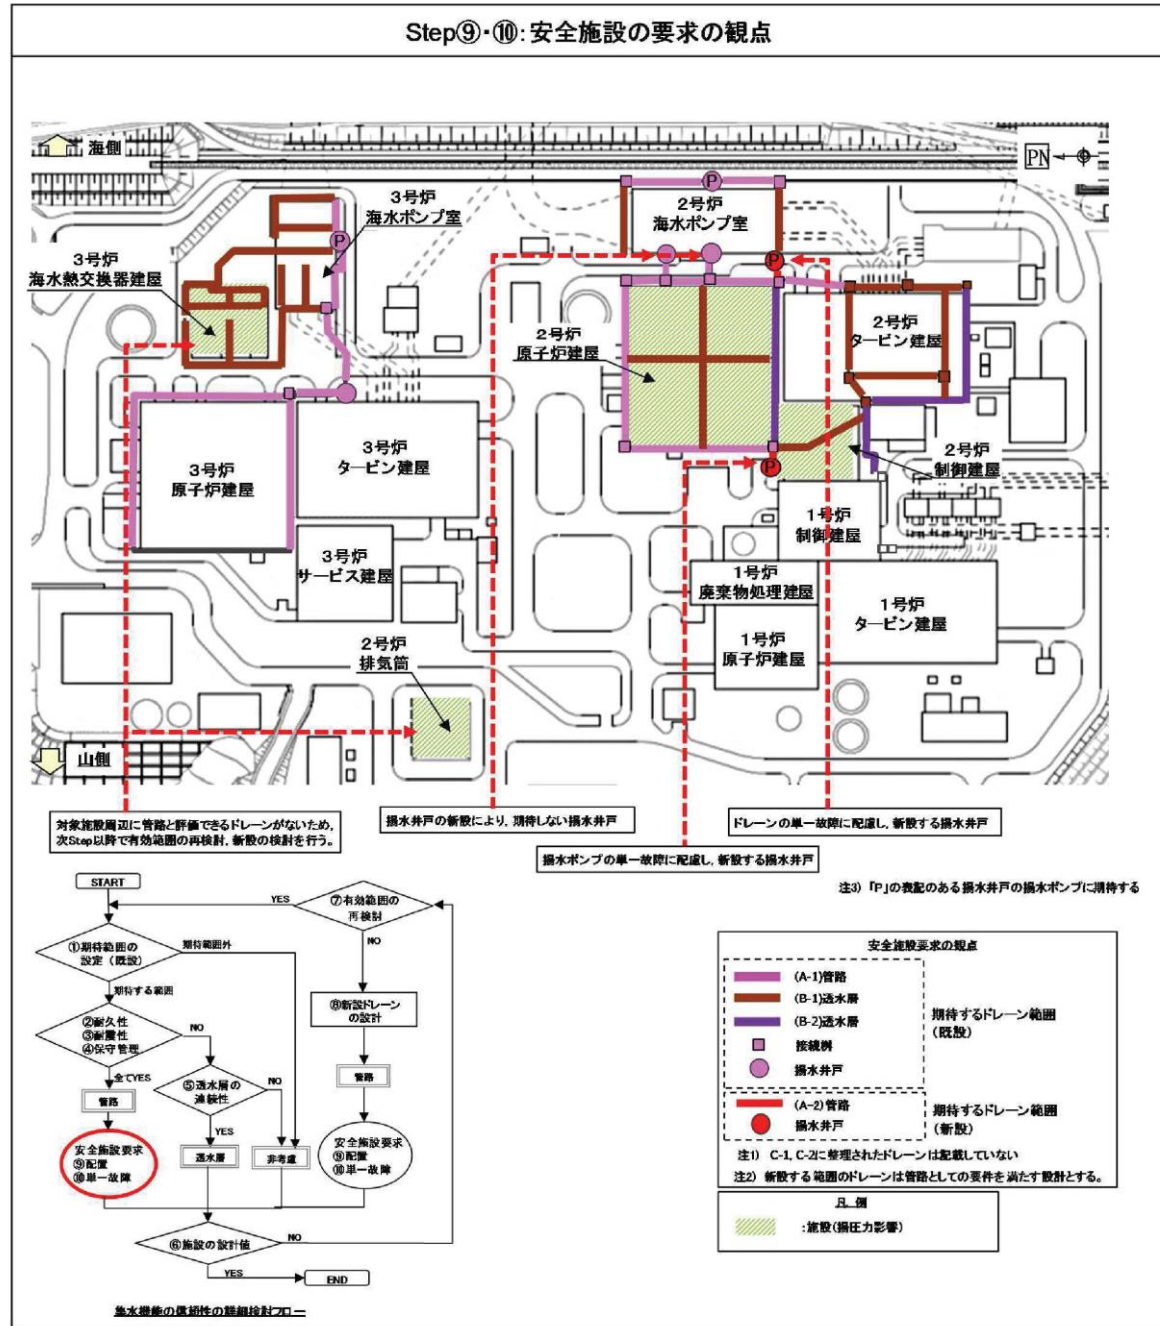 Step⑨・⑩:安全施設の要求の観点
海側
PN
3号炉
海水ポンプ室
P
2号炉
海水ポンプ室
P
3号炉
海水熱交換器建屋
P
2号炉
原子炉建屋
2号炉
タービン建屋
3号炉
原子炉建屋
3号炉
タービン建屋
P
2号炉
制御建屋
1号炉
制御建屋
3号炉
サービス建屋
1号炉
廃棄物処理建屋
1号炉
タービン建屋
1号炉
原子炉建屋
2号炉
排気筒
山側
対象施設周辺に管路と評価できるドレーンがないため,
次Step以降で有効範囲の再検討, 新設の検討を行う。
揚水井戸の新設により, 期待しない揚水井戸
ドレーンの単一故障に配慮し, 新設する揚水井戸
揚水ポンプの単一故障に配慮し, 新設する揚水井戸
注3) 「P」の表記のある揚水井戸の揚水ポンプに期待する
START
YES
⑦有効範囲の
再検討
NO
①期待範囲の
設定(既設)
期待範囲外
期待する範囲
⑧新設ドレーン
の設計
②耐久性
③耐震性
④保守管理
NO
全てYES
⑤透水層の
連続性
NO
管路
管路
YES
安全施設要求
⑨配置
⑩単一故障
透水層
非考慮
安全施設要求
⑨配置
⑩単一故障
⑥施設の設計値
NO
YES
END
集水機能の信頼性の詳細検討フロー
安全施設要求の観点
(A-1)管路
(B-1)透水層
(B-2)透水層
接続桝
揚水井戸
期待するドレーン範囲
(既設)
(A-2)管路
揚水井戸
期待するドレーン範囲
(新設)
注1) C-1, C-2に整理されたドレーンは記載していない
注2) 新設する範囲のドレーンは管路としての要件を満たす設計とする。
凡 例
:施設(揚圧力影響)